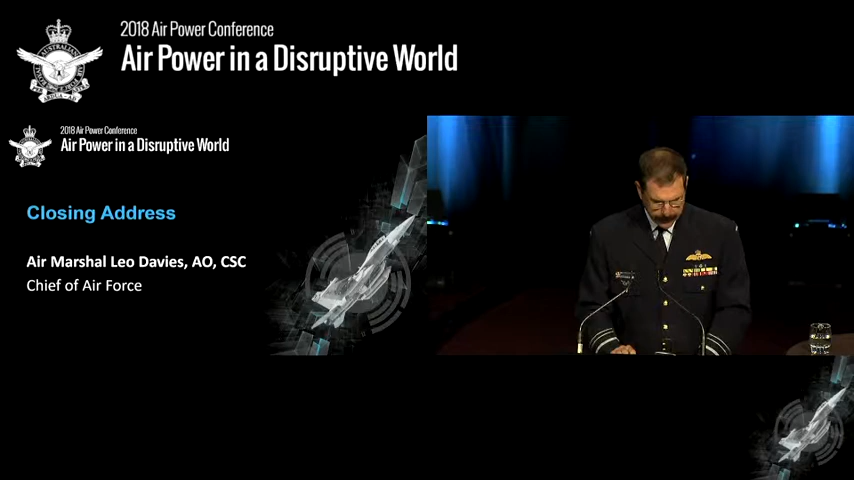 2018 Air Power Conference
Air Power in a Disruptive World
2018 Air Power Conference
Air Power in a Disruptive World
Closing Address
Air Marshal Leo Davies, AO, CSC
Chief of Air Force